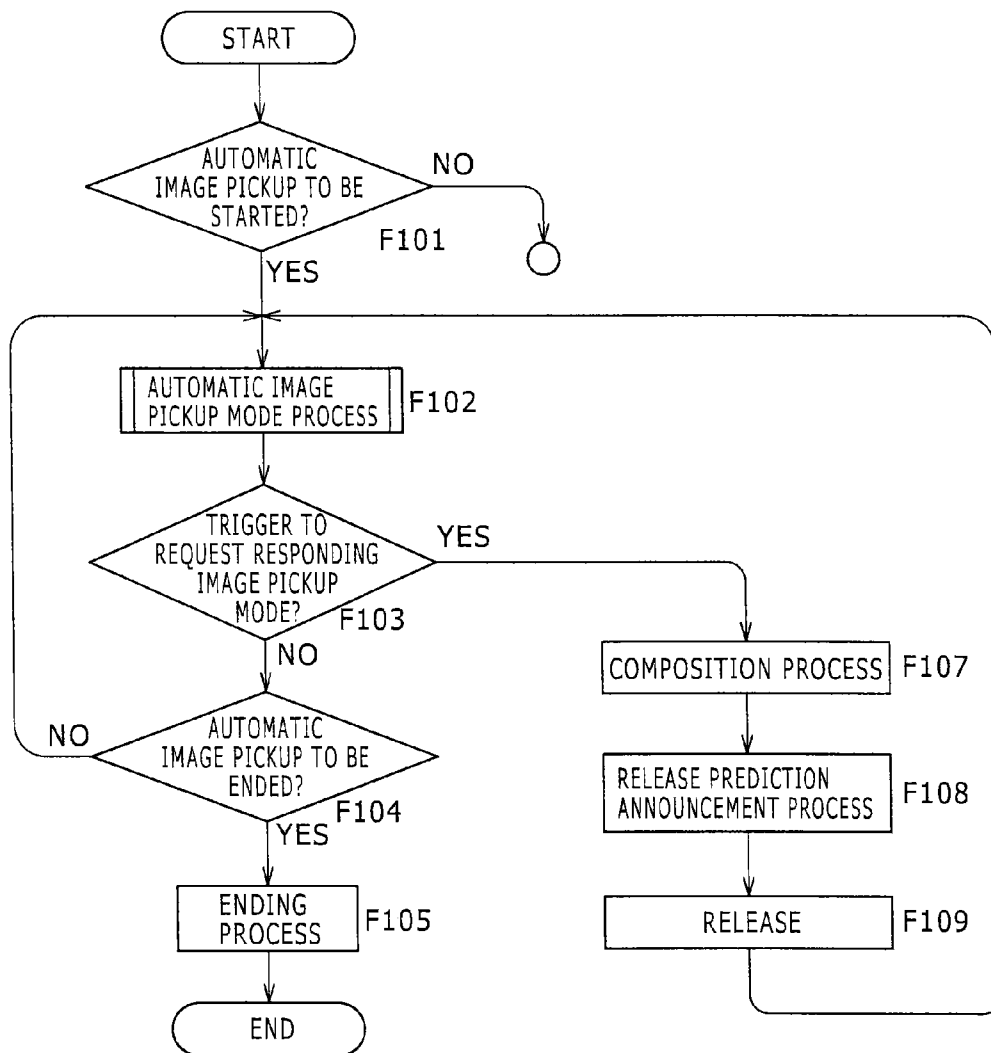 START
AUTOMATIC
IMAGE PICKUP TO BE
STARTED?
NO
F101
YES
AUTOMATIC IMAGE
PICKUP MODE PROCESS
F102
TRIGGER TO
REQUEST RESPONDING
IMAGE PICKUP
MODE?
YES
F103
NO
COMPOSITION PROCESS
F107
AUTOMATIC
IMAGE PICKUP TO BE
ENDED?
NO
F104
YES
RELEASE PREDICTION
ANNOUNCEMENT PROCESS
F108
ENDING
PROCESS
F105
RELEASE
F109
END